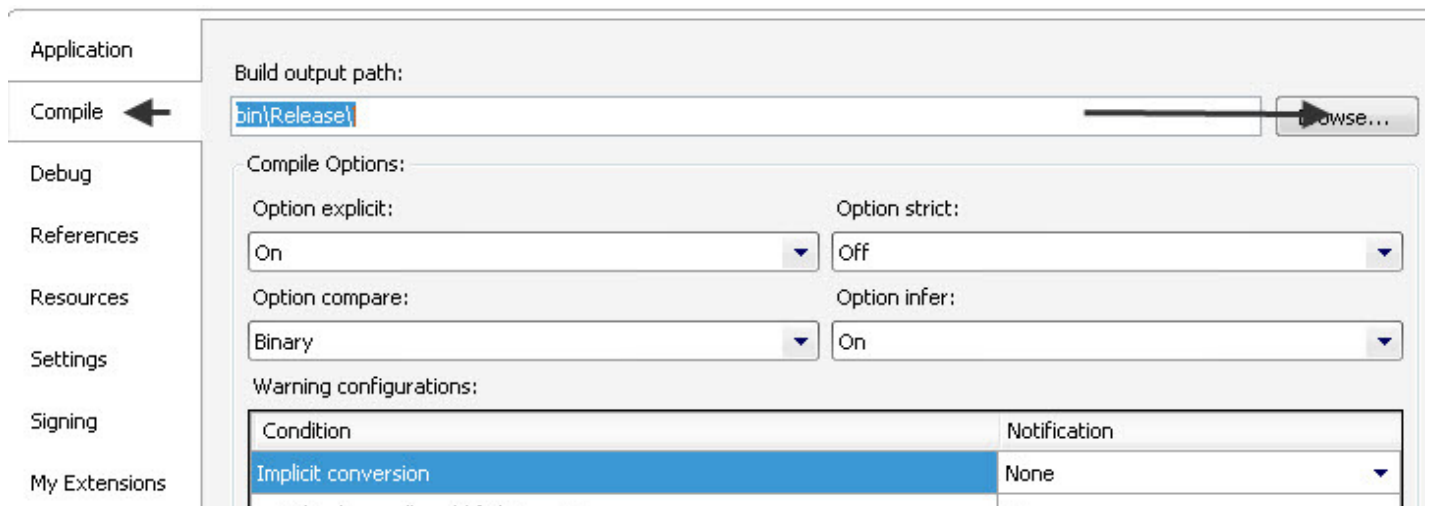 Application
Compile
Debug
References
Resources
Settings
Signing
My Extensions
Build output path:
bin\Release\
Browse...
Compile Options:
Option explicit:
Option strict:
On
Off
Option compare:
Option infer:
Binary
On
Warning configurations:
Condition
Notification
Implicit conversion
None